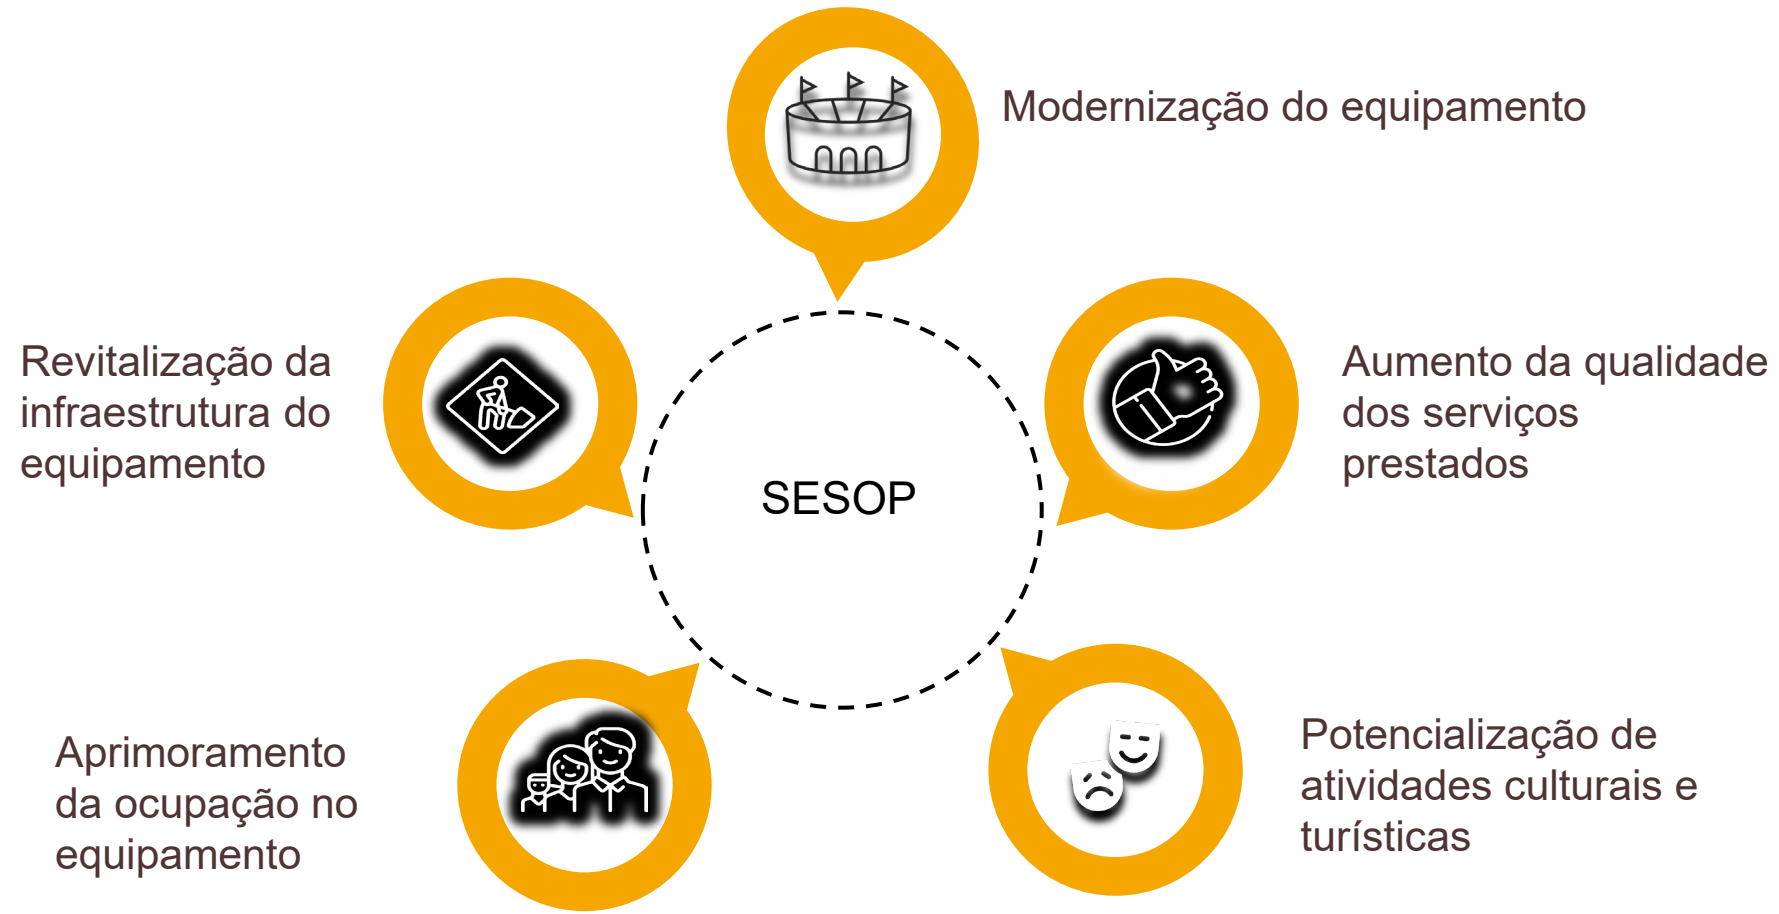 Modernização do equipamento
Revitalização da
infraestrutura do
equipamento
Aumento da qualidade
dos serviços
prestados
SESOP
Aprimoramento
da ocupação no
equipamento
Potencialização de
atividades culturais e
turísticas